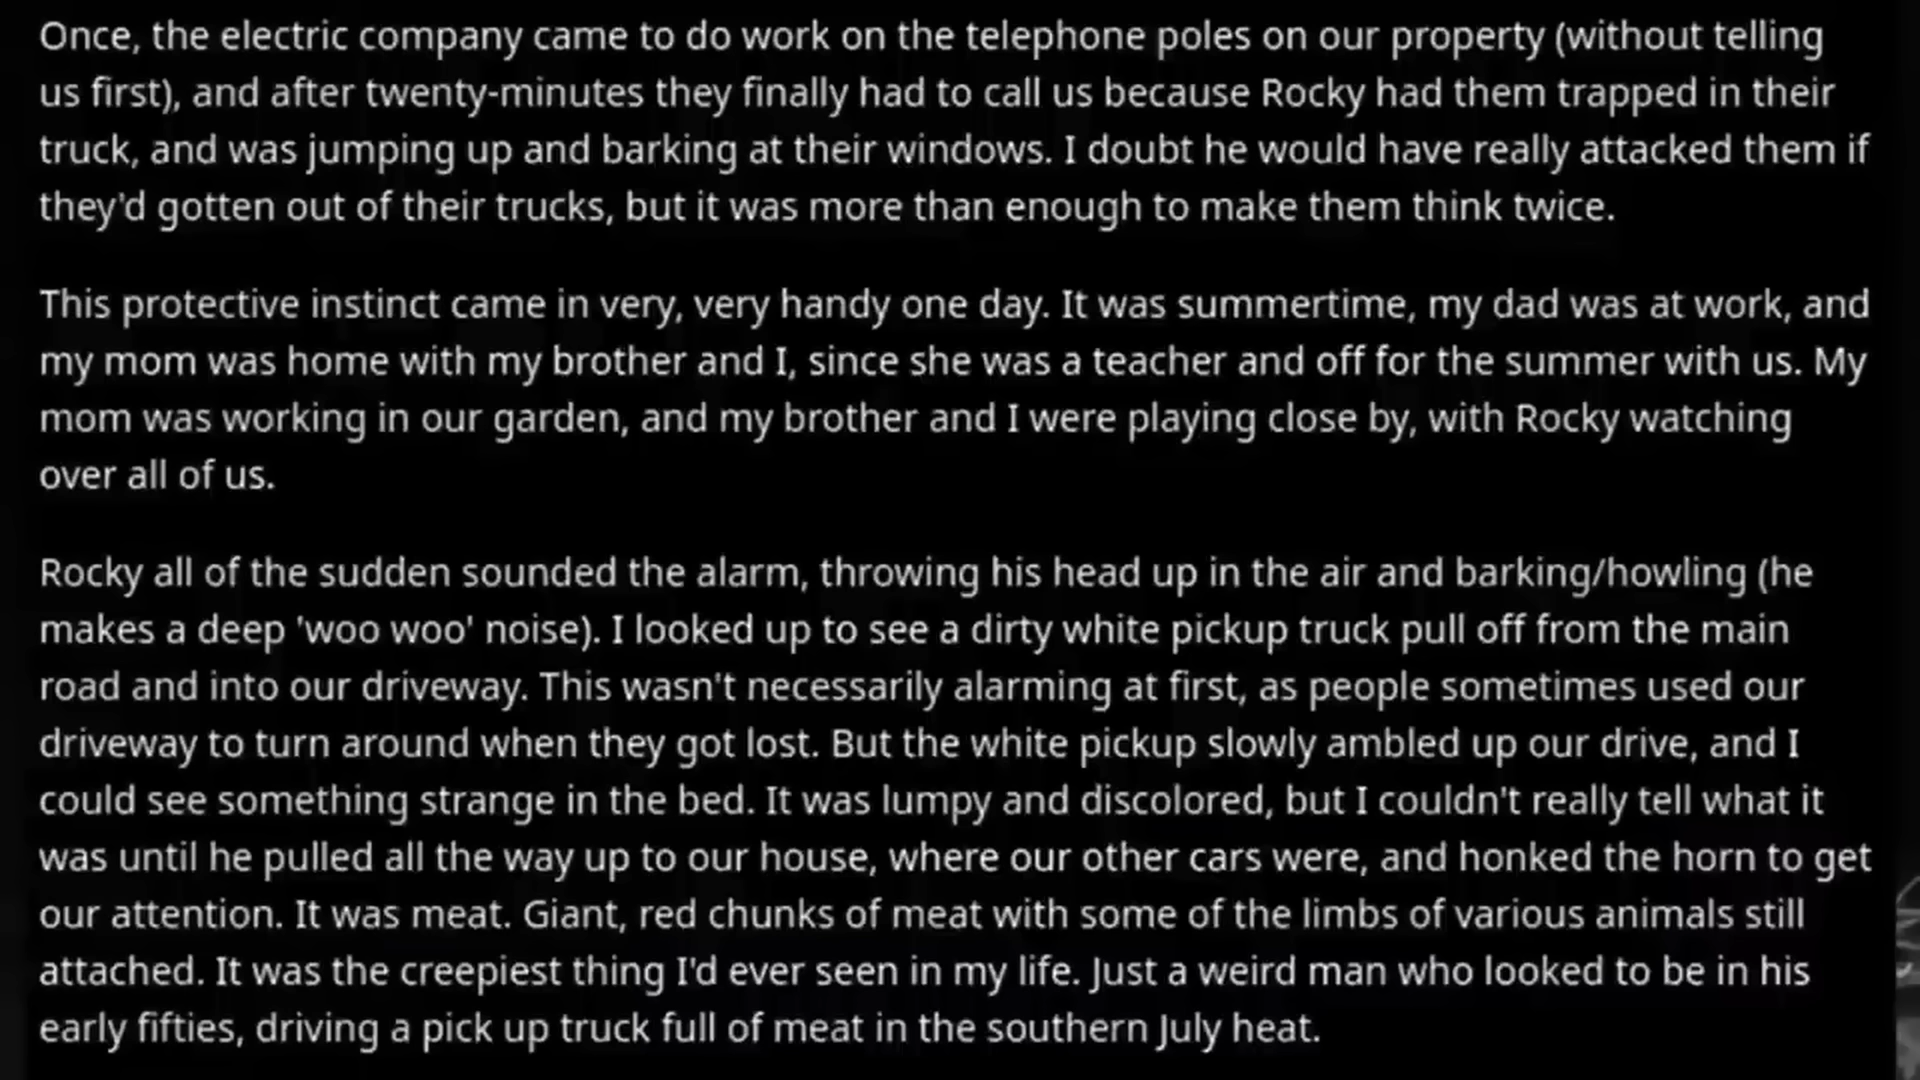 Once, the electric company came to do work on the telephone poles on our property (without telling
us first), and after twenty-minutes they finally had to call us because Rocky had them trapped in their
truck, and was jumping up and barking at their windows. I doubt he would have really attacked them if
they'd gotten out of their trucks, but it was more than enough to make them think twice.
This protective instinct came in very, very handy one day. It was summertime, my dad was at work, and
my mom was home with my brother and I, since she was a teacher and off for the summer with us. My
mom was working in our garden, and my brother and I were playing close by, with Rocky watching
over all of us.
Rocky all of the sudden sounded the alarm, throwing his head up in the air and barking/howling (he
makes a deep 'woo woo' noise). I looked up to see a dirty white pickup truck pull off from the main
road and into our driveway. This wasn't necessarily alarming at first, as people sometimes used our
driveway to turn around when they got lost. But the white pickup slowly ambled up our drive, and I
could see something strange in the bed. It was lumpy and discolored, but I couldn't really tell what it
was until he pulled all the way up to our house, where our other cars were, and honked the horn to get
our attention. It was meat. Giant, red chunks of meat with some of the limbs of various animals still
attached. It was the creepiest thing I'd ever seen in my life. Just a weird man who looked to be in his
early fifties, driving a pick up truck full of meat in the southern July heat.